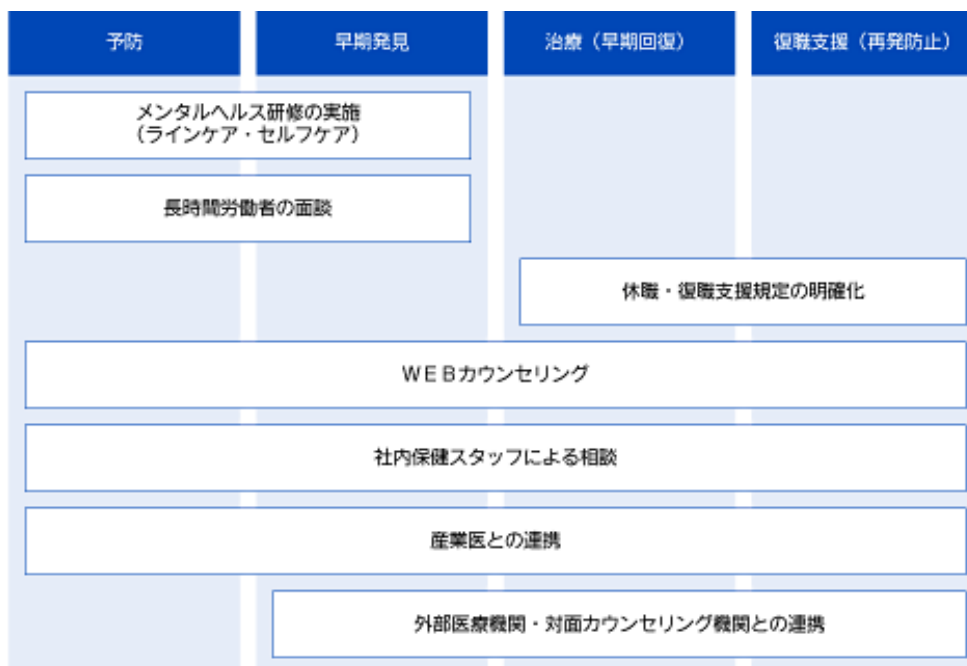 予防
早期発見
治療（早期回復）
復職支援（再発防止）
メンタルヘルス研修の実施
（ラインケア・セルフケア）
長時間労働者の面談
休職・復職支援規定の明確化
ＷＥＢカウンセリング
社内保健スタッフによる相談
産業医との連携
外部医療機関・対面カウンセリング機関との連携